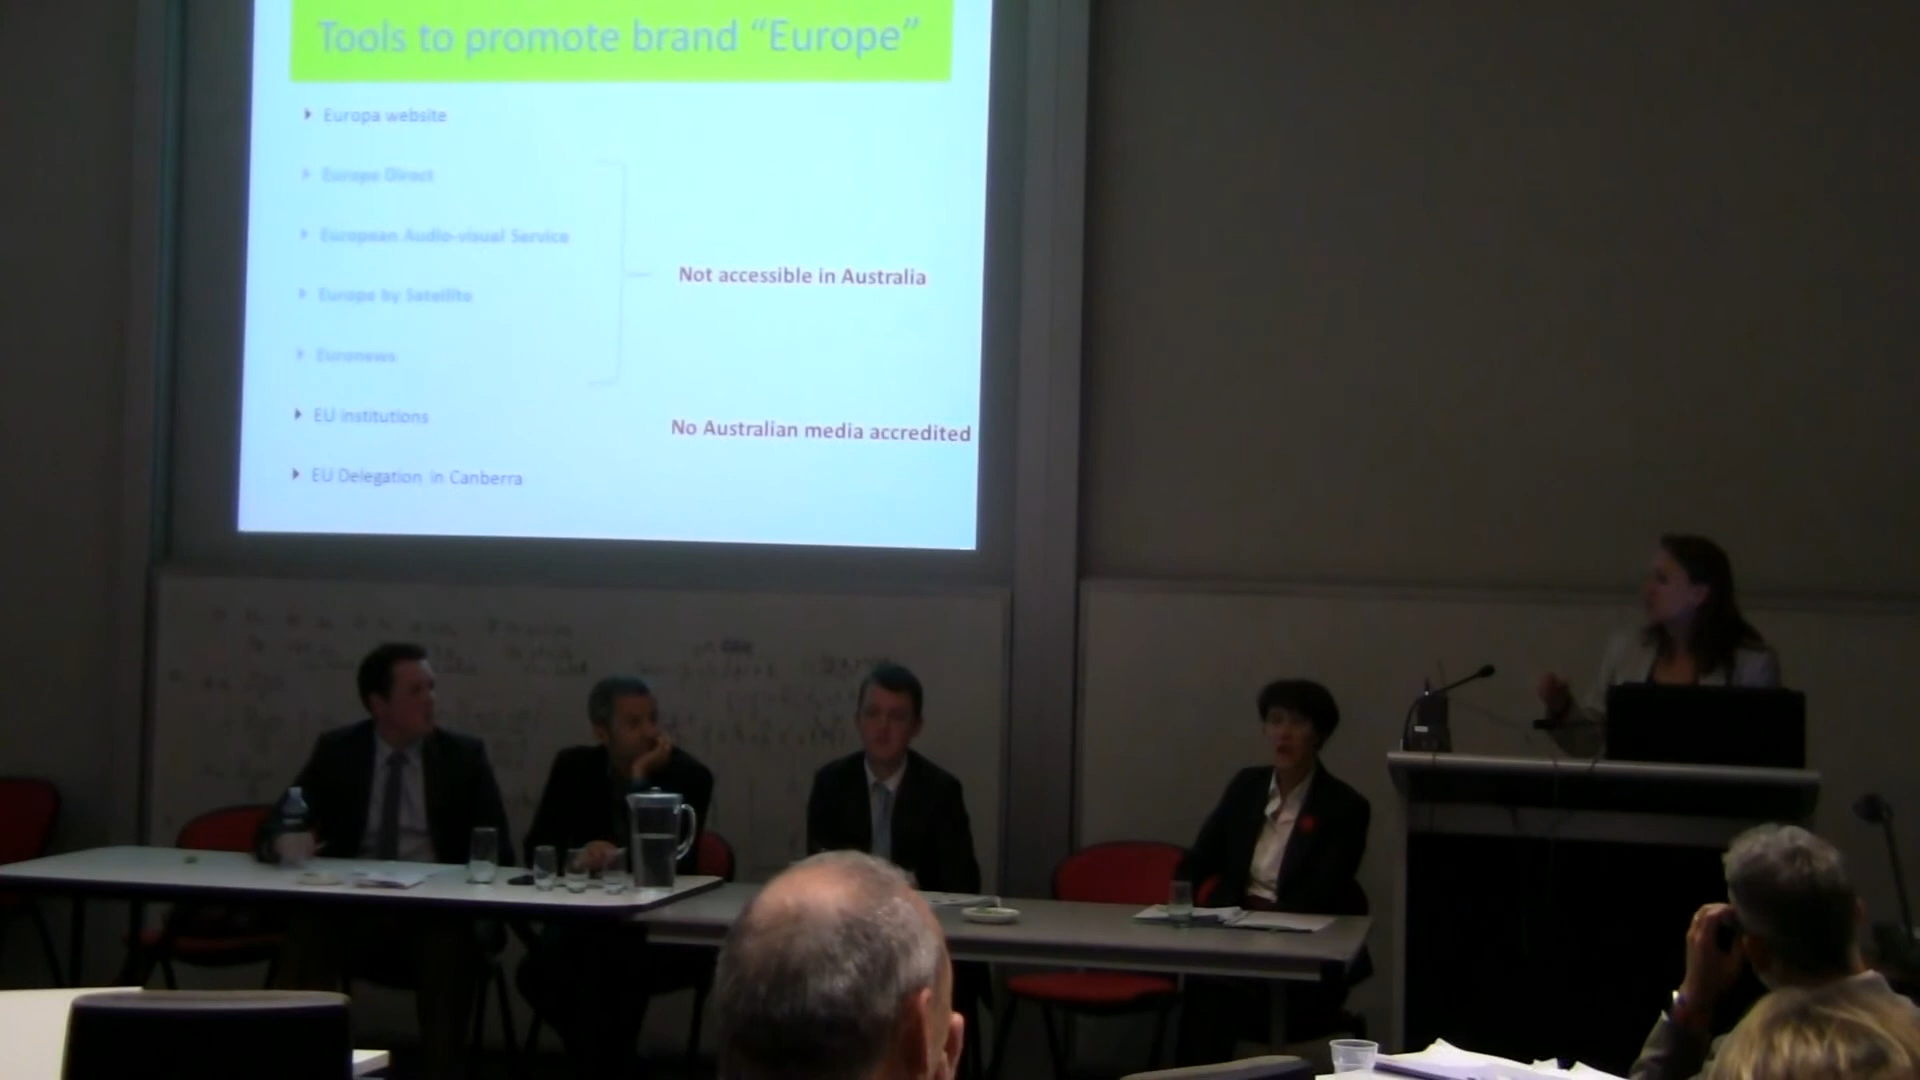 Tools to promote brand “Europe”
Europa website
Europe Direct
European Audio-visual Service
Europe by Satellite
Euronews
Not accessible in Australia
EU institutions
No Australian media accredited
EU Delegation in Canberra